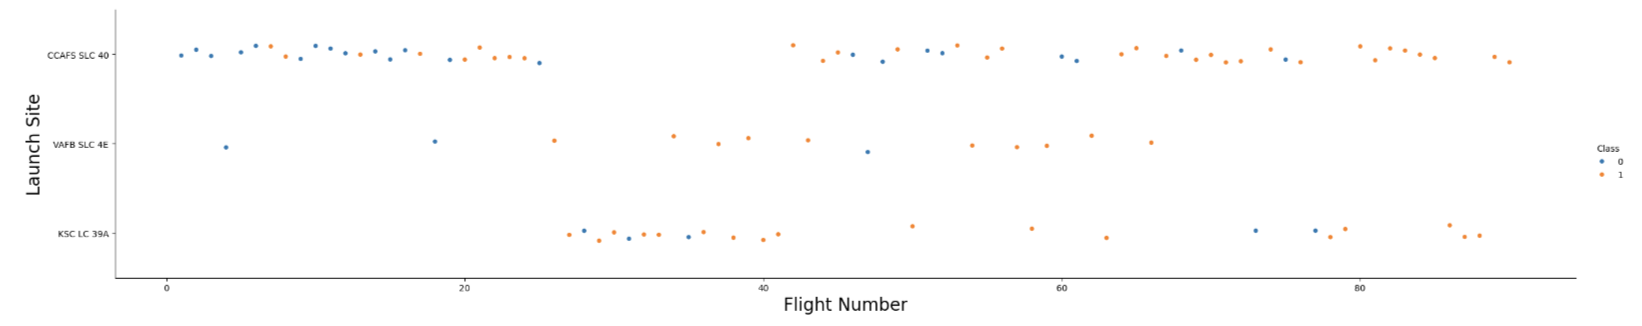 Launch Site
CCAFS SLC 40
VAFB SLC 4E
KSC LC 39A
0 20 40 60 80
Flight Number
Class
0
1